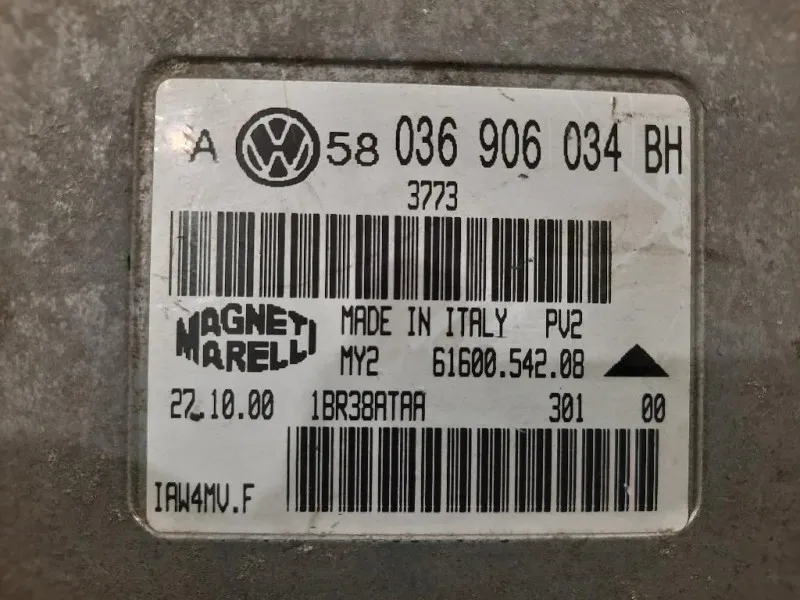 A VW 58 036 906 034 BH
3773
MAGNETI MARELLI
MADE IN ITALY PV2
MY2 61600.542.08
27.10.00 1BR38ATAA 301 00
IAW4MV.F